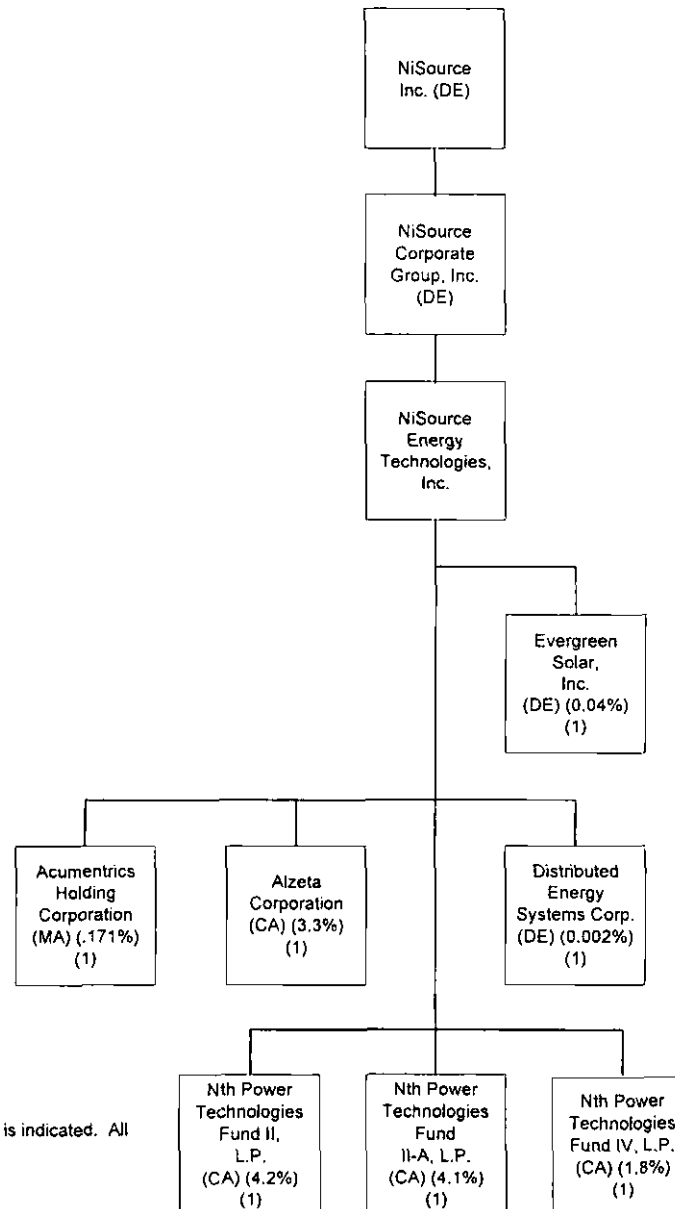 NiSource
Inc. (DE)
NiSource
Corporate
Group, Inc.
(DE)
NiSource
Energy
Technologies,
Inc.
Evergreen
Solar,
Inc.
(DE) (0.04%)
(1)
Acumentrics
Holding
Corporation
(MA) (.171%)
(1)
Alzeta
Corporation
(CA) (3.3%)
(1)
Distributed
Energy
Systems Corp.
(DE) (0.002%)
(1)
is indicated. All
Nth Power
Technologies
Fund II,
L.P.
(CA) (4.2%)
(1)
Nth Power
Technologies
Fund
II-A, L.P.
(CA) (4.1%)
(1)
Nth Power
Technologies
Fund IV, L.P.
(CA) (1.8%)
(1)